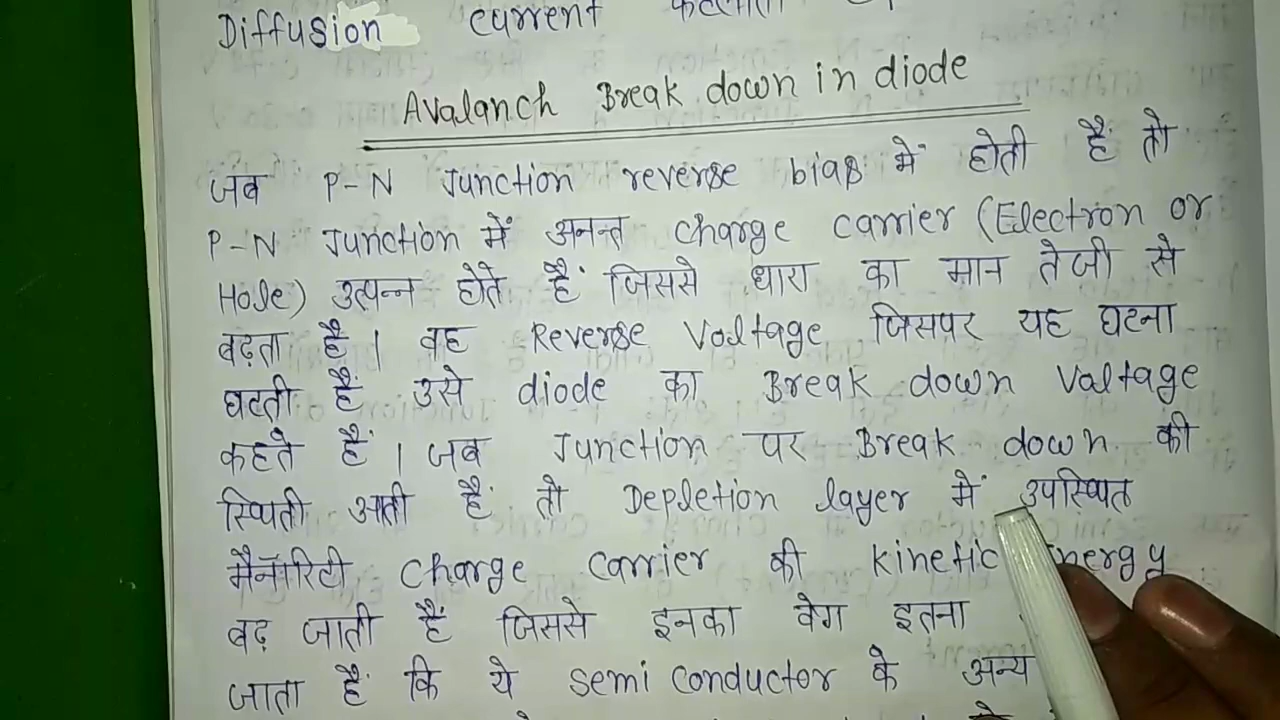 Diffusion current
Avalanch Break down in diode
जब P-N Junction reverse bias में होती हैं तो
P-N Junction में अनन्त charge carrier (Electron or
Hole) उत्पन्न होते हैं जिससे धारा का मान तेजी से
बढ़ता है। वह Reverse Voltage जिसपर यह घटना
घटती हैं उसे diode का Break down Valtage
कहते हैं। जब Junction पर Break down की
स्थिती आती हैं तो Depletion layer में उपस्थित
मैनॉरिटी charge carrier की kinetic Energy
बढ़ जाती हैं जिससे इनका वेग इतना
जाता हैं कि ये semi conductor के अन्य